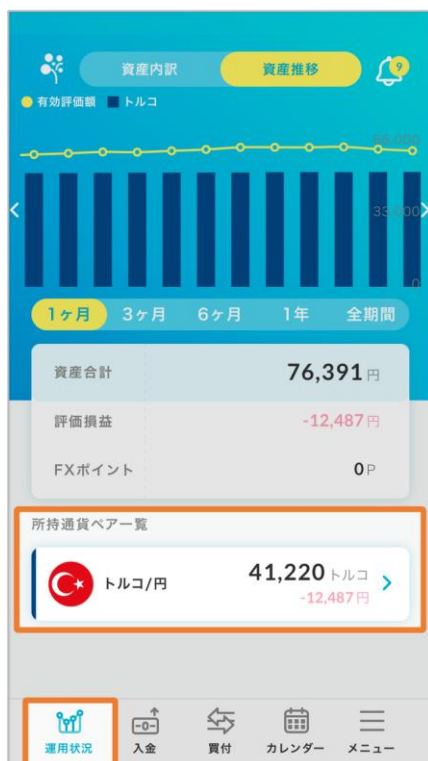 資産内訳 資産推移 9
有効評価額 トルコ
66,000
33,000
0
1ヶ月 3ヶ月 6ヶ月 1年 全期間
資産合計 76,391円
評価損益 -12,487円
FXポイント 0P
所持通貨ペアー覧
トルコ/円 41,220トルコ
-12,487円
運用状況 入金 買付 カレンダー メニュー